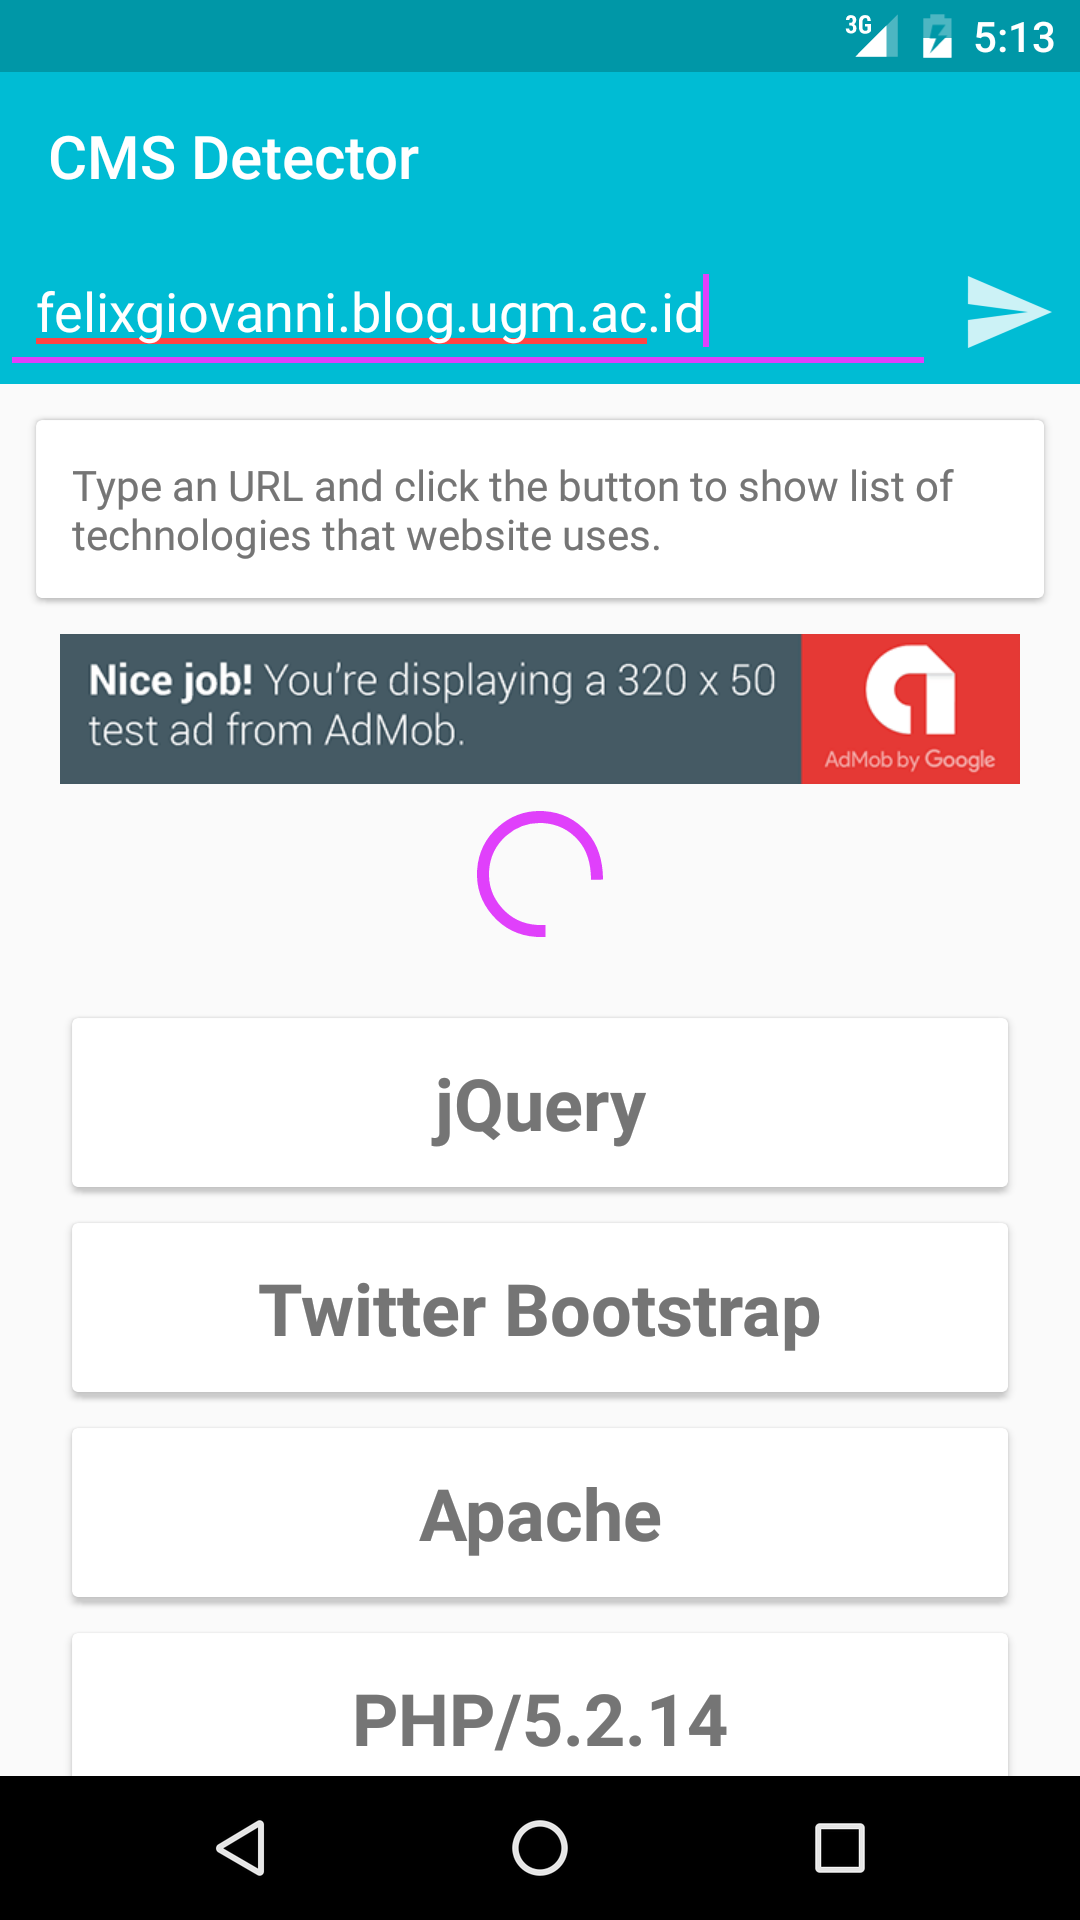 3G 5:13
CMS Detector
felixgiovanni.blog.ugm.ac.id
Type an URL and click the button to show list of
technologies that website uses.
Nice job! You're displaying a 320 x 50
test ad from AdMob.
AdMob by Google
jQuery
Twitter Bootstrap
Apache
PHP/5.2.14